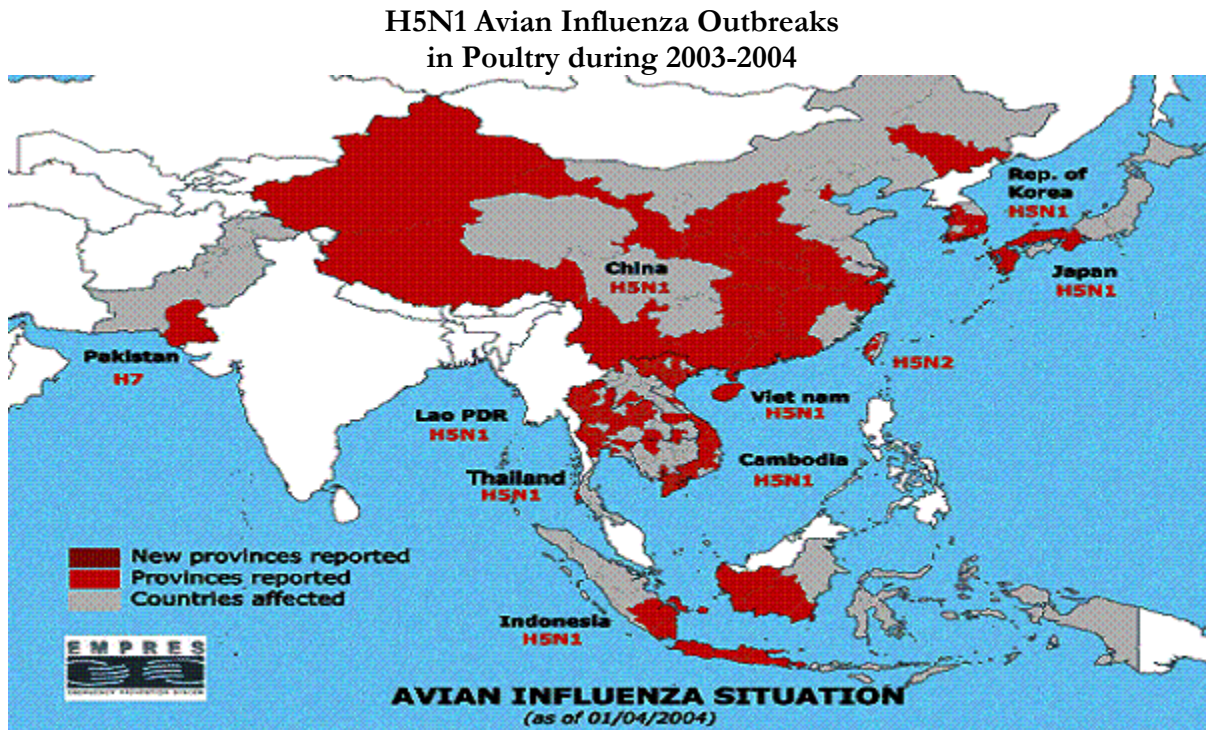 H5N1 Avian Influenza Outbreaks
in Poultry during 2003-2004
Rep. of
Korea
H5N1
China
H5N1
Japan
H5N1
Pakistan
H7
H5N2
Lao PDR
H5N1
Viet nam
H5N1
Thailand
H5N1
Cambodia
H5N1
New provinces reported
Provinces reported
Countries affected
Indonesia
H5N1
EMPRES
AVIAN INFLUENZA SITUATION
(as of 01/04/2004)